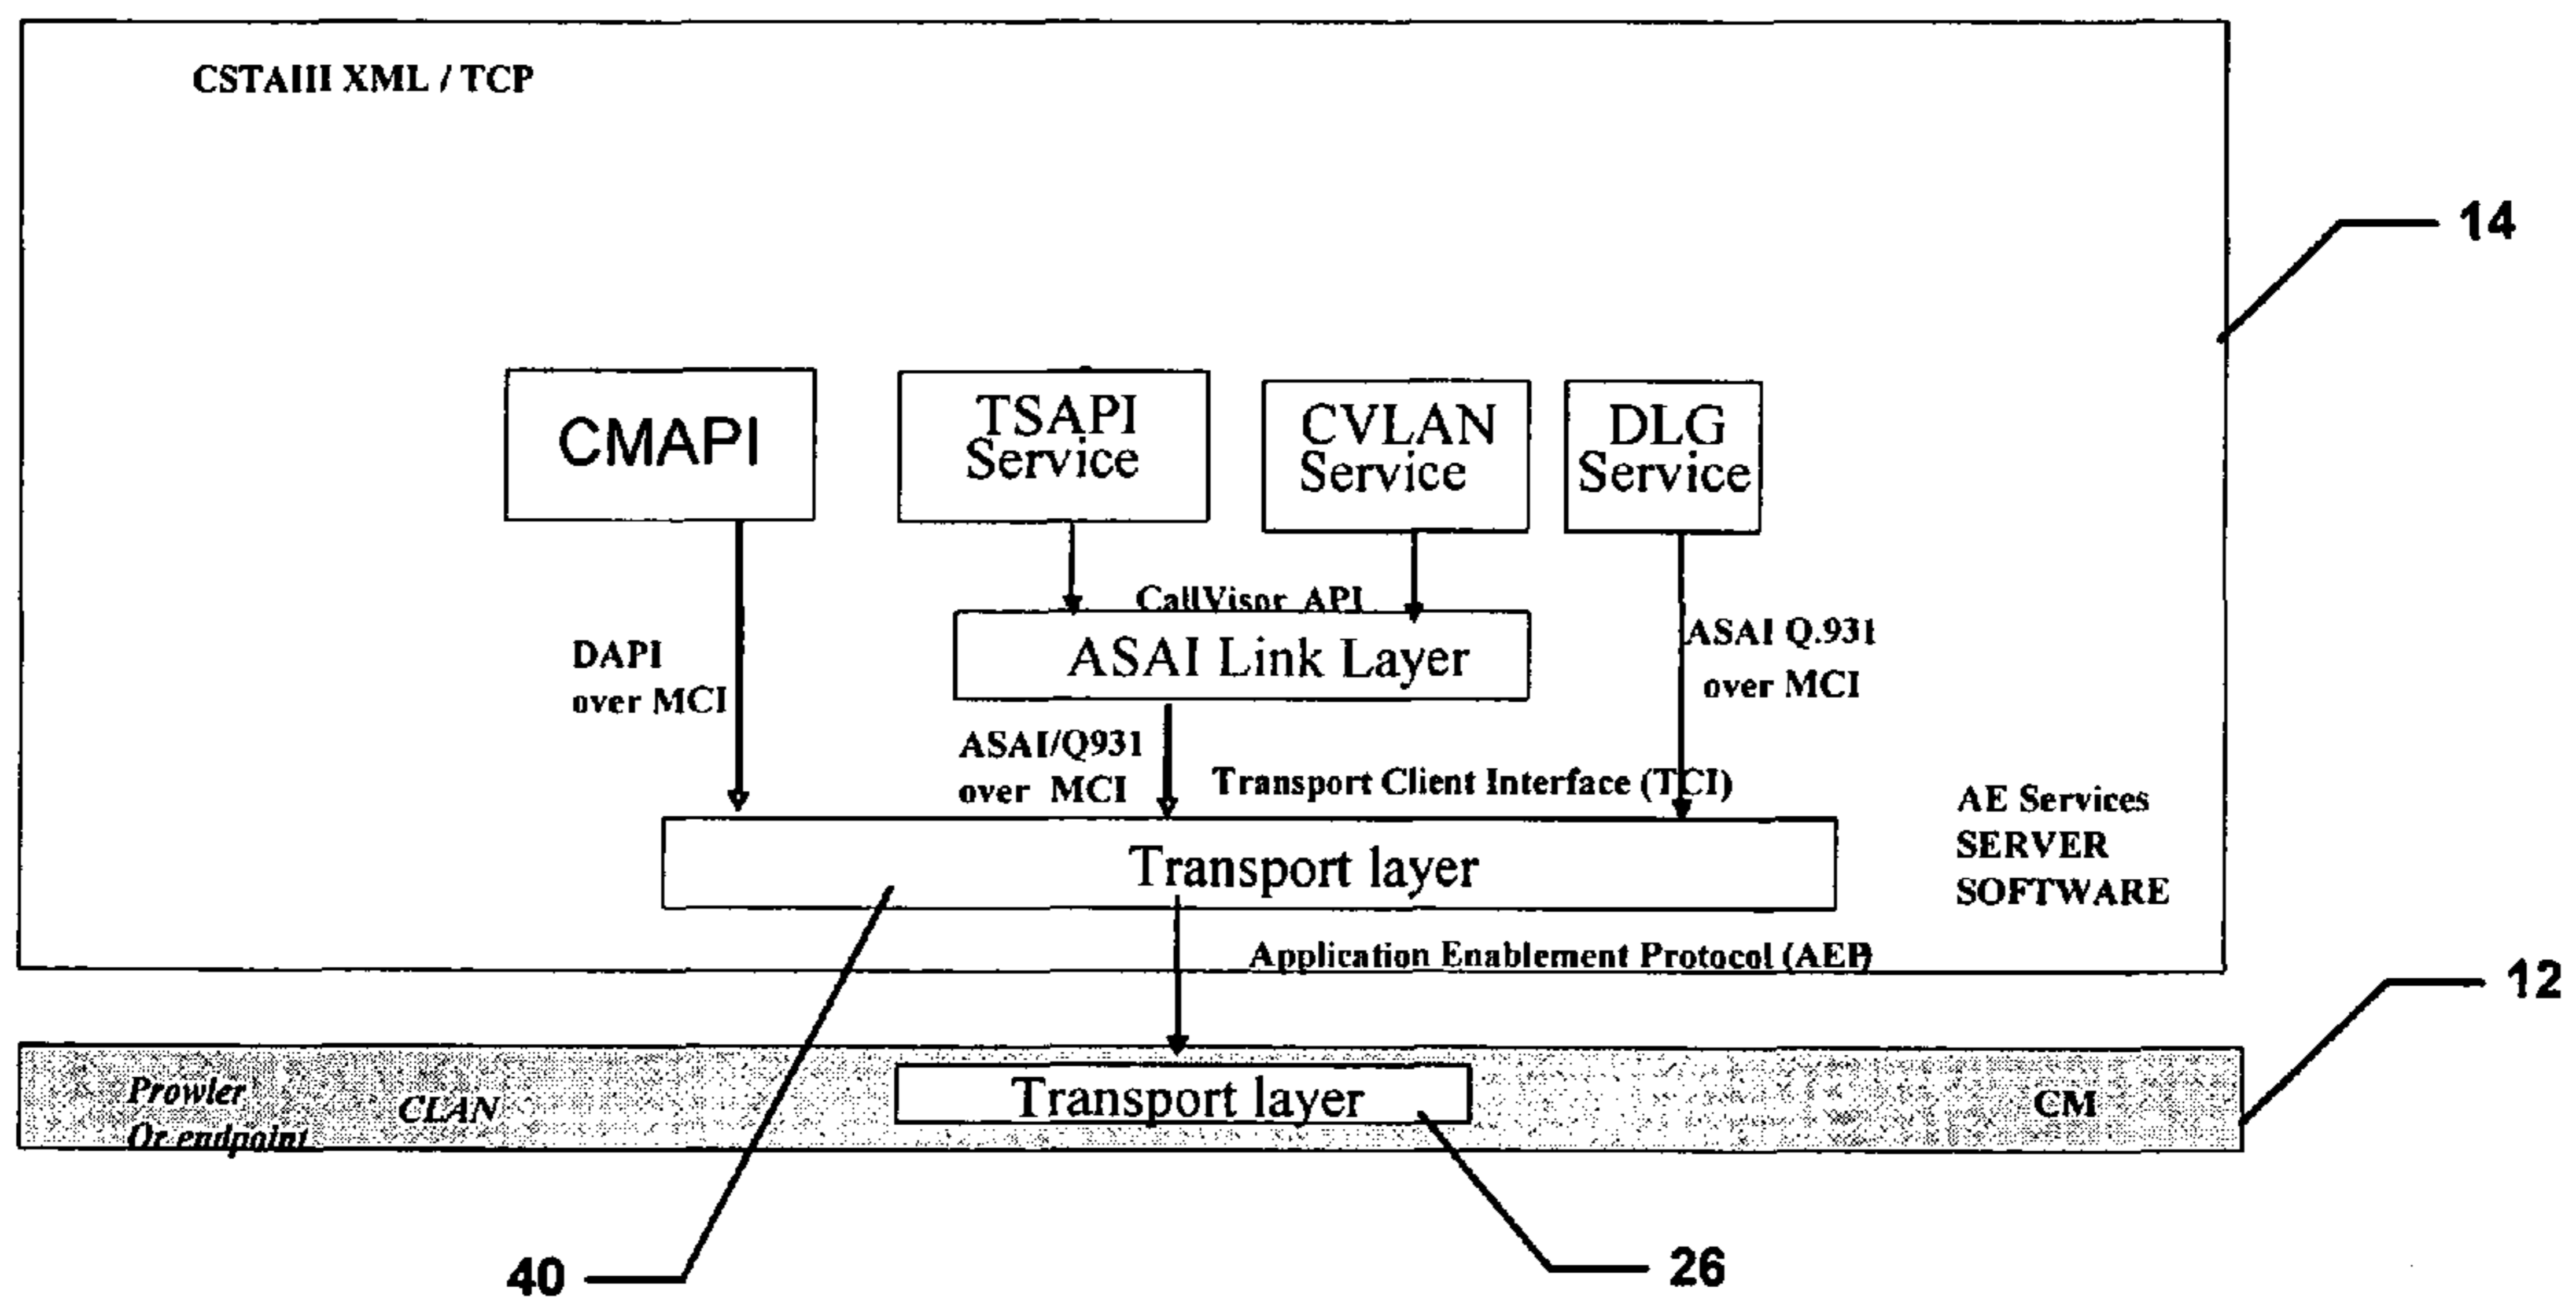 CSTAIII XML / TCP
14
CMAPI
TSAPI
Service
CVLAN
Service
DLG
Service
CallVisor API
ASAI Link Layer
DAPI
over MCI
ASAI Q.931
over MCI
ASAI/Q931
over MCI
Transport Client Interface (TCI)
AE Services
SERVER
SOFTWARE
Transport layer
Application Enablement Protocol (AEP)
12
Prowler
Or endpoint
CLAN
Transport layer
CM
40
26